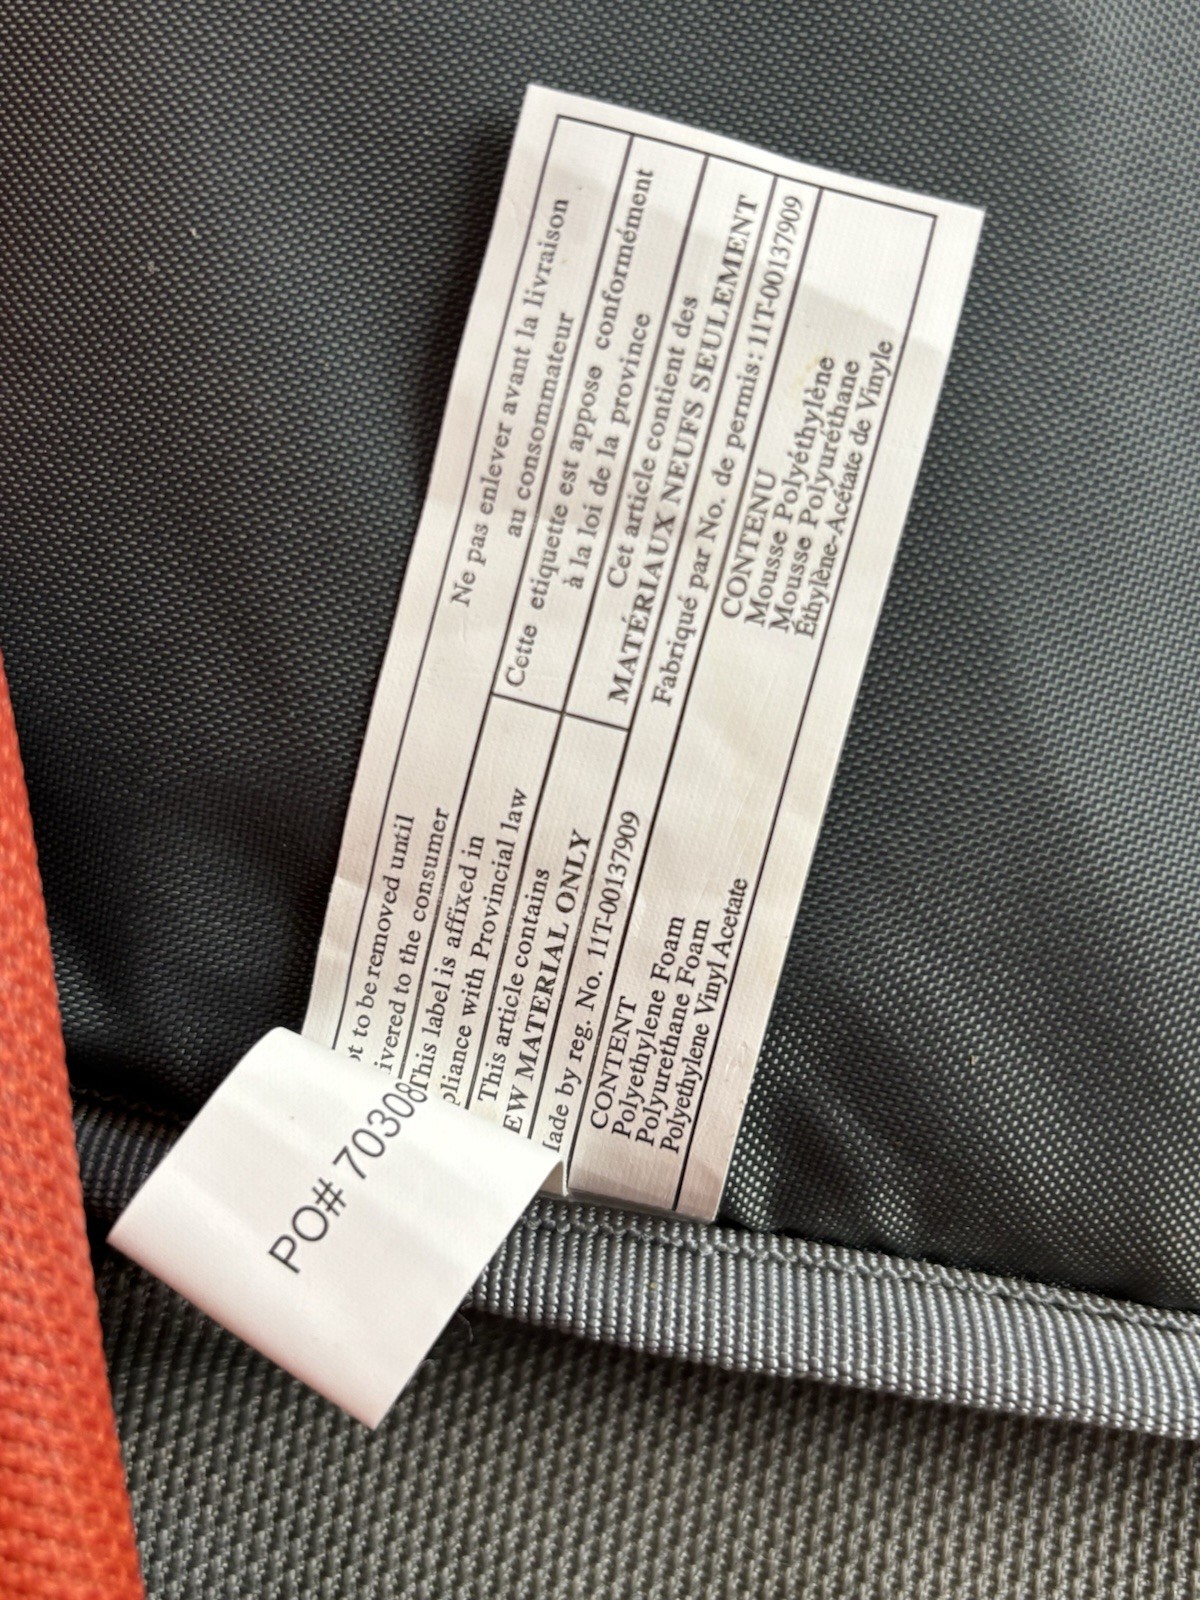 to be removed until
ivered to the consumer
This label is affixed in
pliance with Provincial law
This article contains
EW MATERIAL ONLY
ade by reg. No. 11T-00137909
CONTENT
Polyethylene Foam
Polyurethane Foam
Polyethylene Vinyl Acetate
Ne pas enlever avant la livraison
au consommateur
Cette etiquette est appose conformément
à la loi de la province
Cet article contient des
MATÉRIAUX NEUFS SEULEMENT
Fabriqué par No. de permis: 11T-00137909
CONTENU
Mousse Polyéthylène
Mousse Polyuréthane
Éthylène-Acétate de Vinyle
PO# 70308